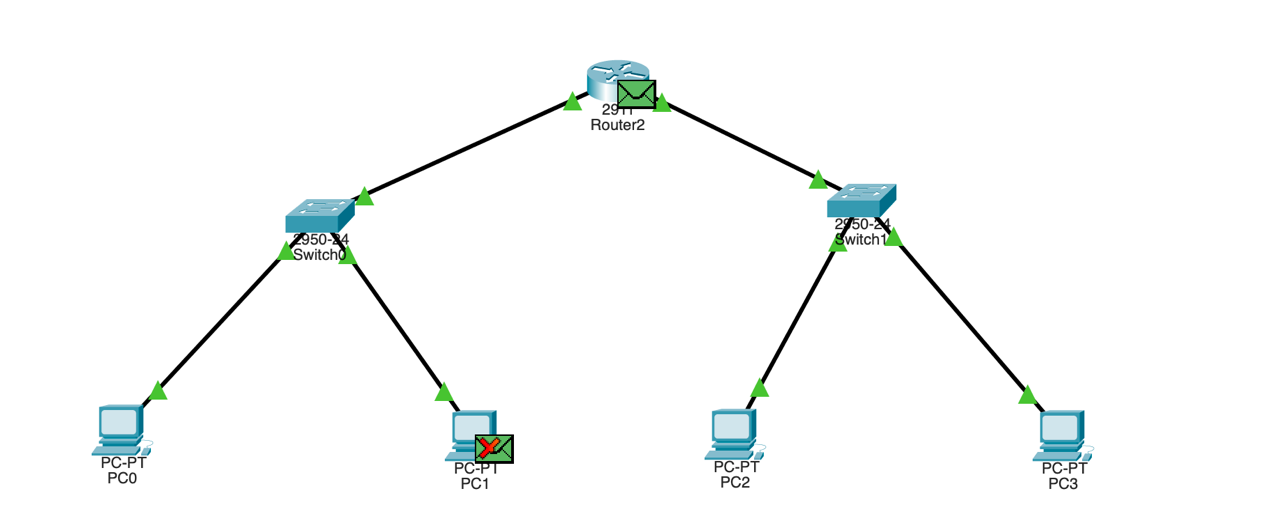 2911
Router2
2950-24
Switch0
2950-24
Switch1
PC-PT
PC0
PC-PT
PC1
PC-PT
PC2
PC-PT
PC3